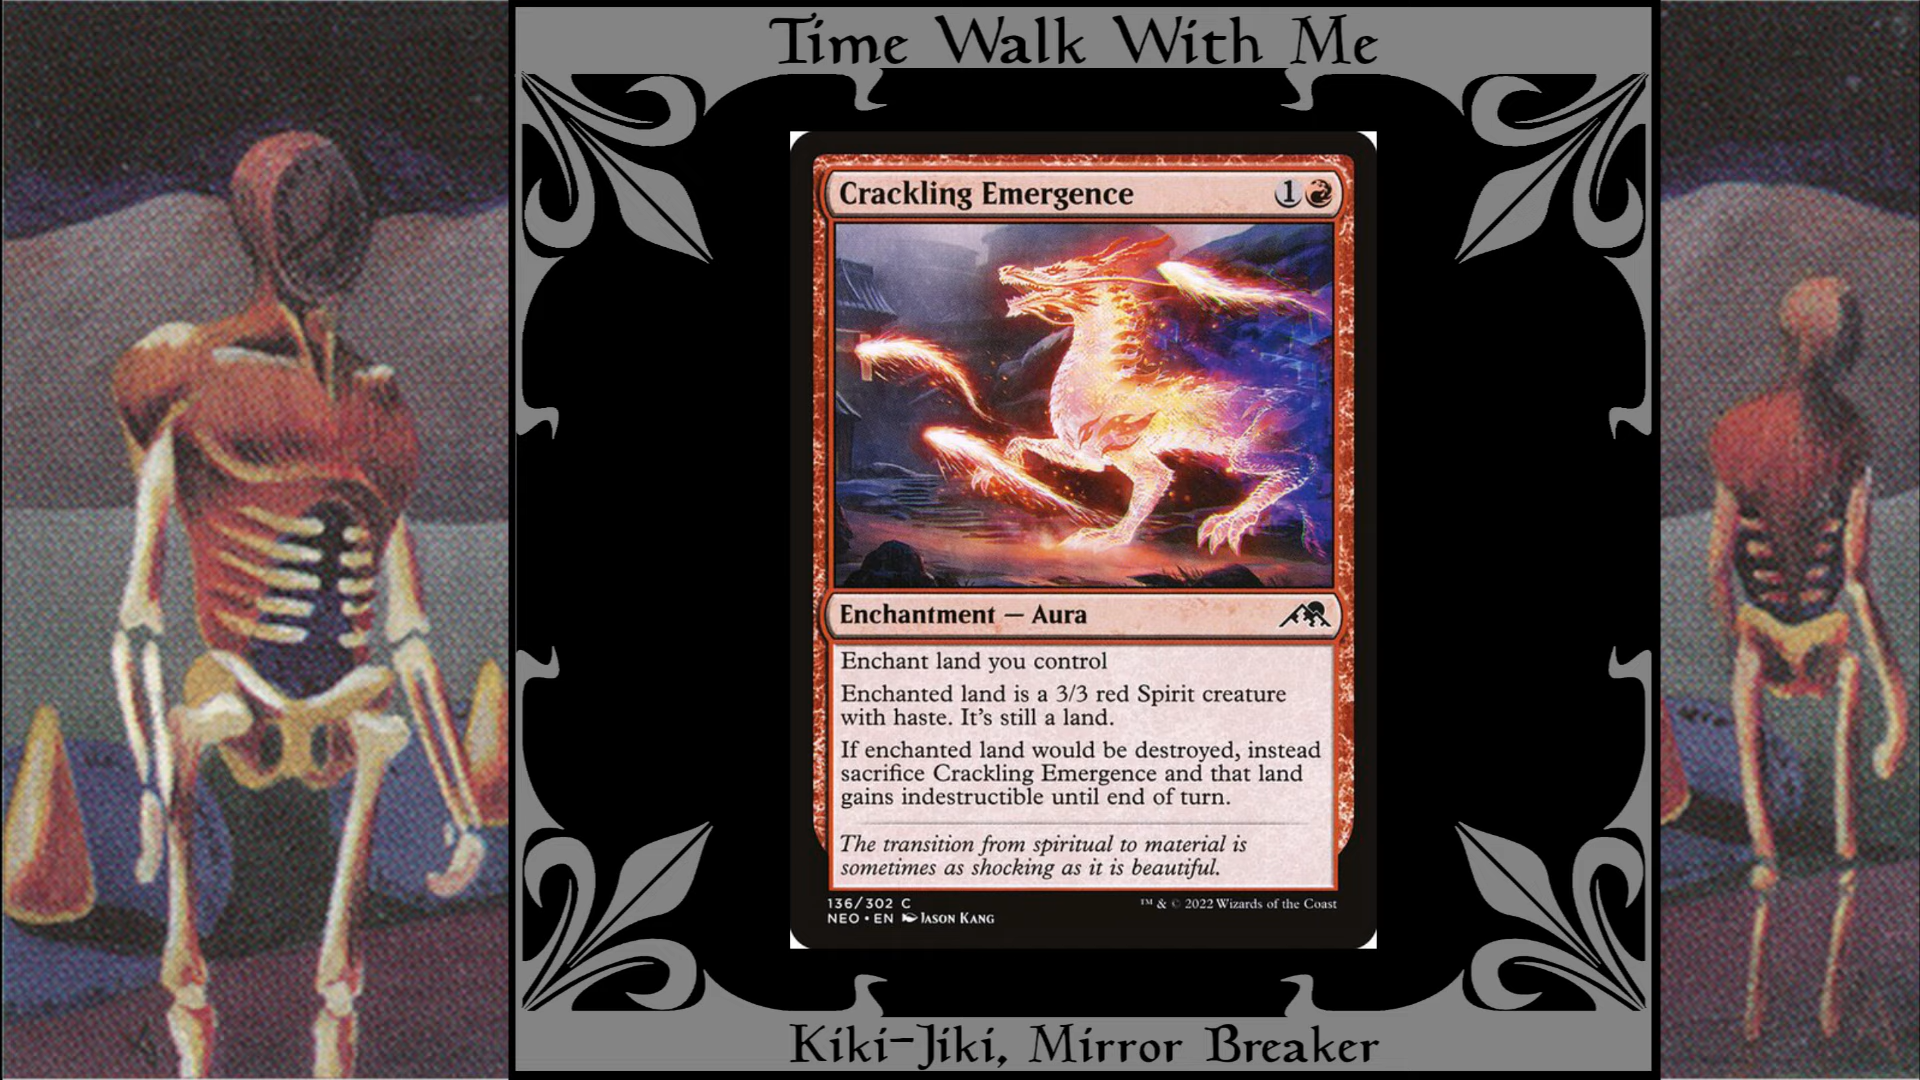 Time Walk With Me
Crackling Emergence 1
Enchantment — Aura
Enchant land you control
Enchanted land is a 3/3 red Spirit creature
with haste. It's still a land.
If enchanted land would be destroyed, instead
sacrifice Crackling Emergence and that land
gains indestructible until end of turn.
The transition from spiritual to material is
sometimes as shocking as it is beautiful.
136/302 C
NEO • EN Jason Kang
™ & © 2022 Wizards of the Coast
Kiki-Jiki, Mirror Breaker